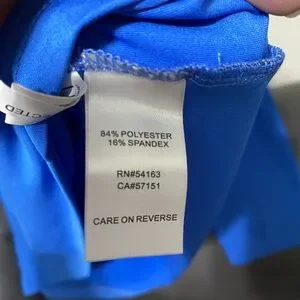 84% POLYESTER
16% SPANDEX
RN#54163
CA#57151
CARE ON REVERSE